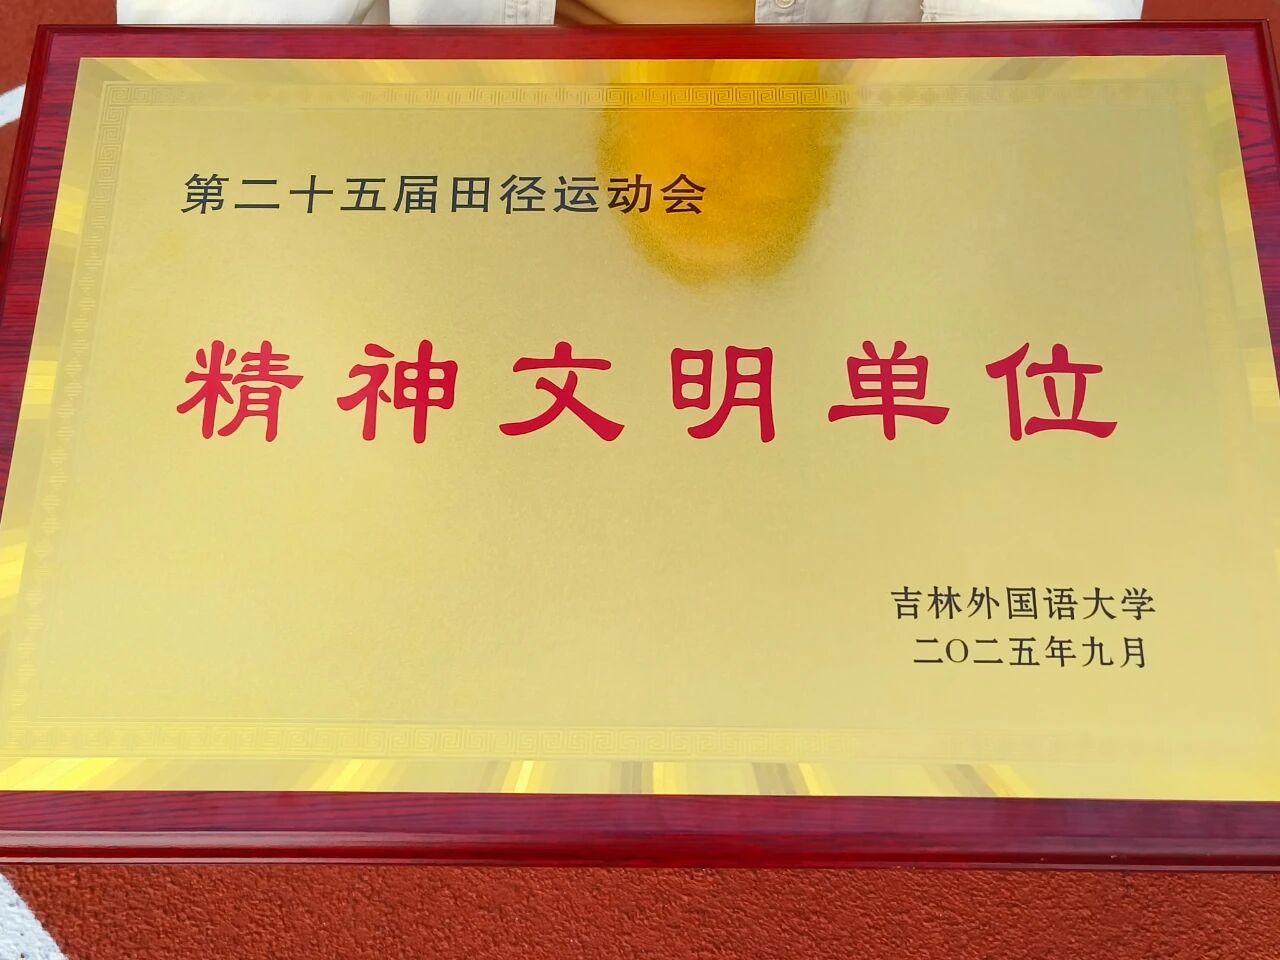 第二十五届田径运动会
精神文明单位
吉林外国语大学
二〇二五年九月